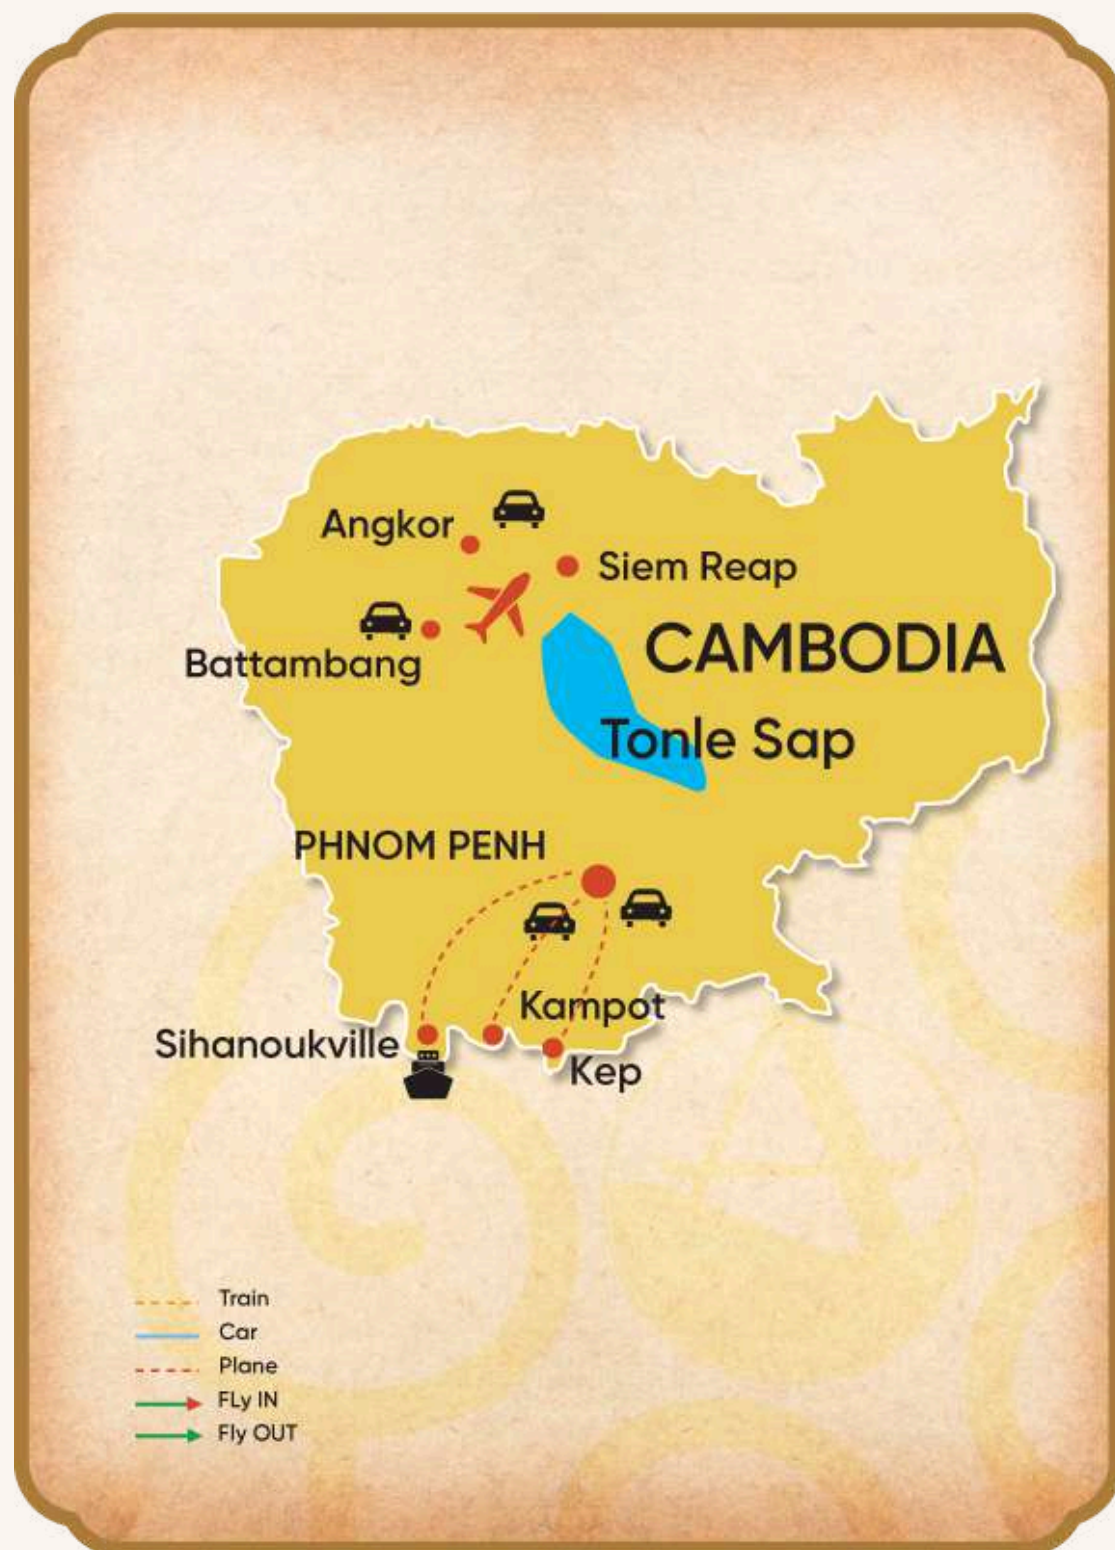 Angkor
Siem Reap
Battambang
CAMBODIA
Tonle Sap
PHNOM PENH
Kampot
Sihanoukville
Kep
Train
Car
Plane
FLy IN
Fly OUT